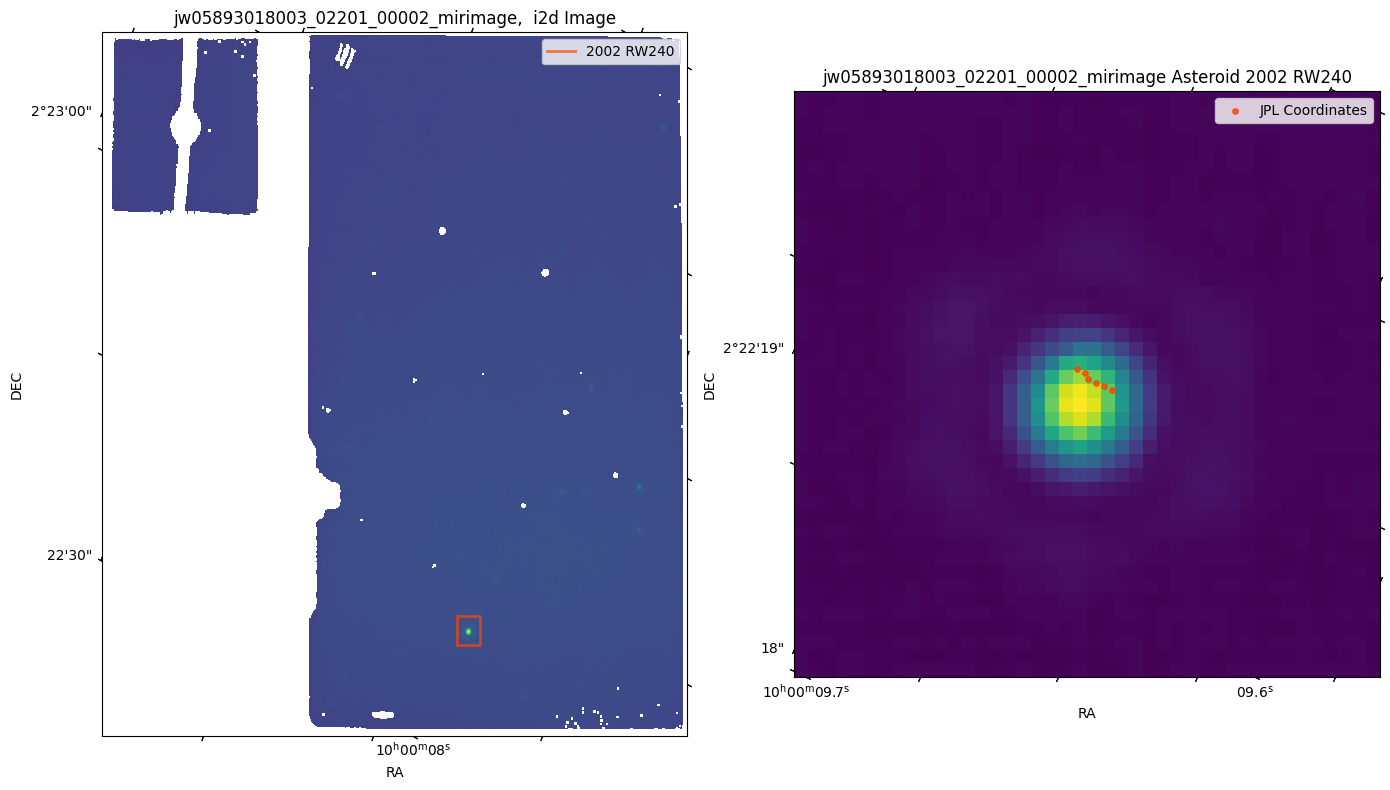 jw05893018003_02201_00002_mirimage,  i2d Image
2002 RW240
2°23'00"
22'30"
DEC
10ʰ00ᵐ08ˢ
RA
jw05893018003_02201_00002_mirimage Asteroid 2002 RW240
JPL Coordinates
2°22'19"
18"
DEC
10ʰ00ᵐ09.7ˢ
09.6ˢ
RA